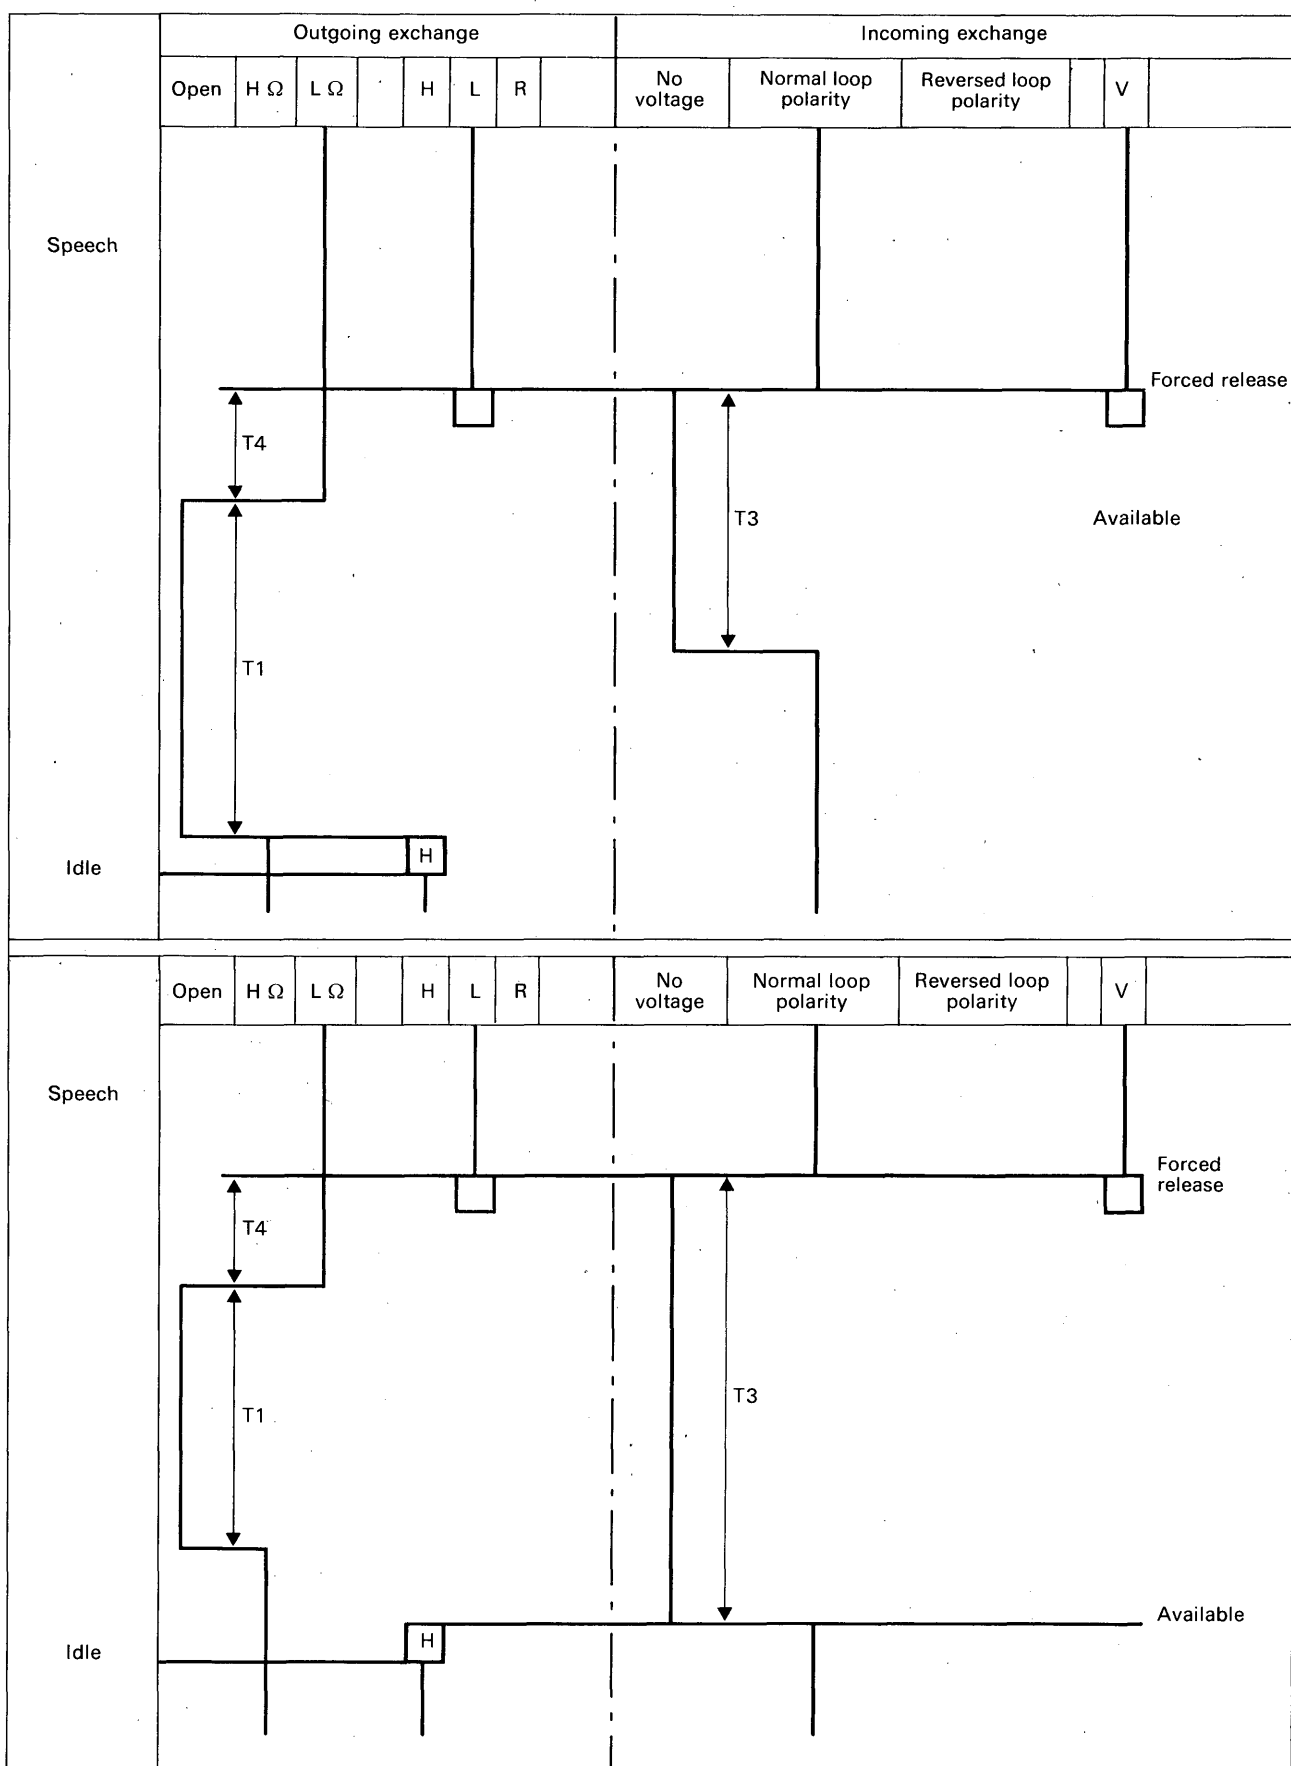 Outgoing exchange
Incoming exchange
Open
H Ω
L Ω
H
L
R
No
voltage
Normal loop
polarity
Reversed loop
polarity
V
Speech
Forced release
T4
T3
Available
T1
H
Idle
Open
H Ω
L Ω
H
L
R
No
voltage
Normal loop
polarity
Reversed loop
polarity
V
Speech
Forced
release
T4
T3
T1
Available
H
Idle